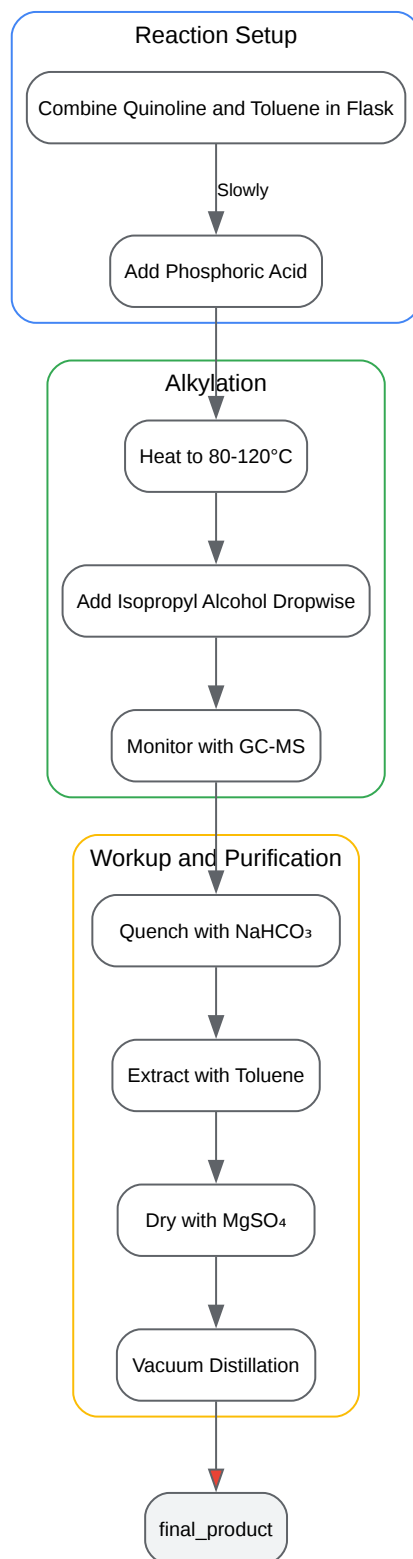 Reaction Setup
Combine Quinoline and Toluene in Flask
Slowly
Add Phosphoric Acid
Alkylation
Heat to 80-120°C
Add Isopropyl Alcohol Dropwise
Monitor with GC-MS
Workup and Purification
Quench with NaHCO₃
Extract with Toluene
Dry with MgSO₄
Vacuum Distillation
final_product